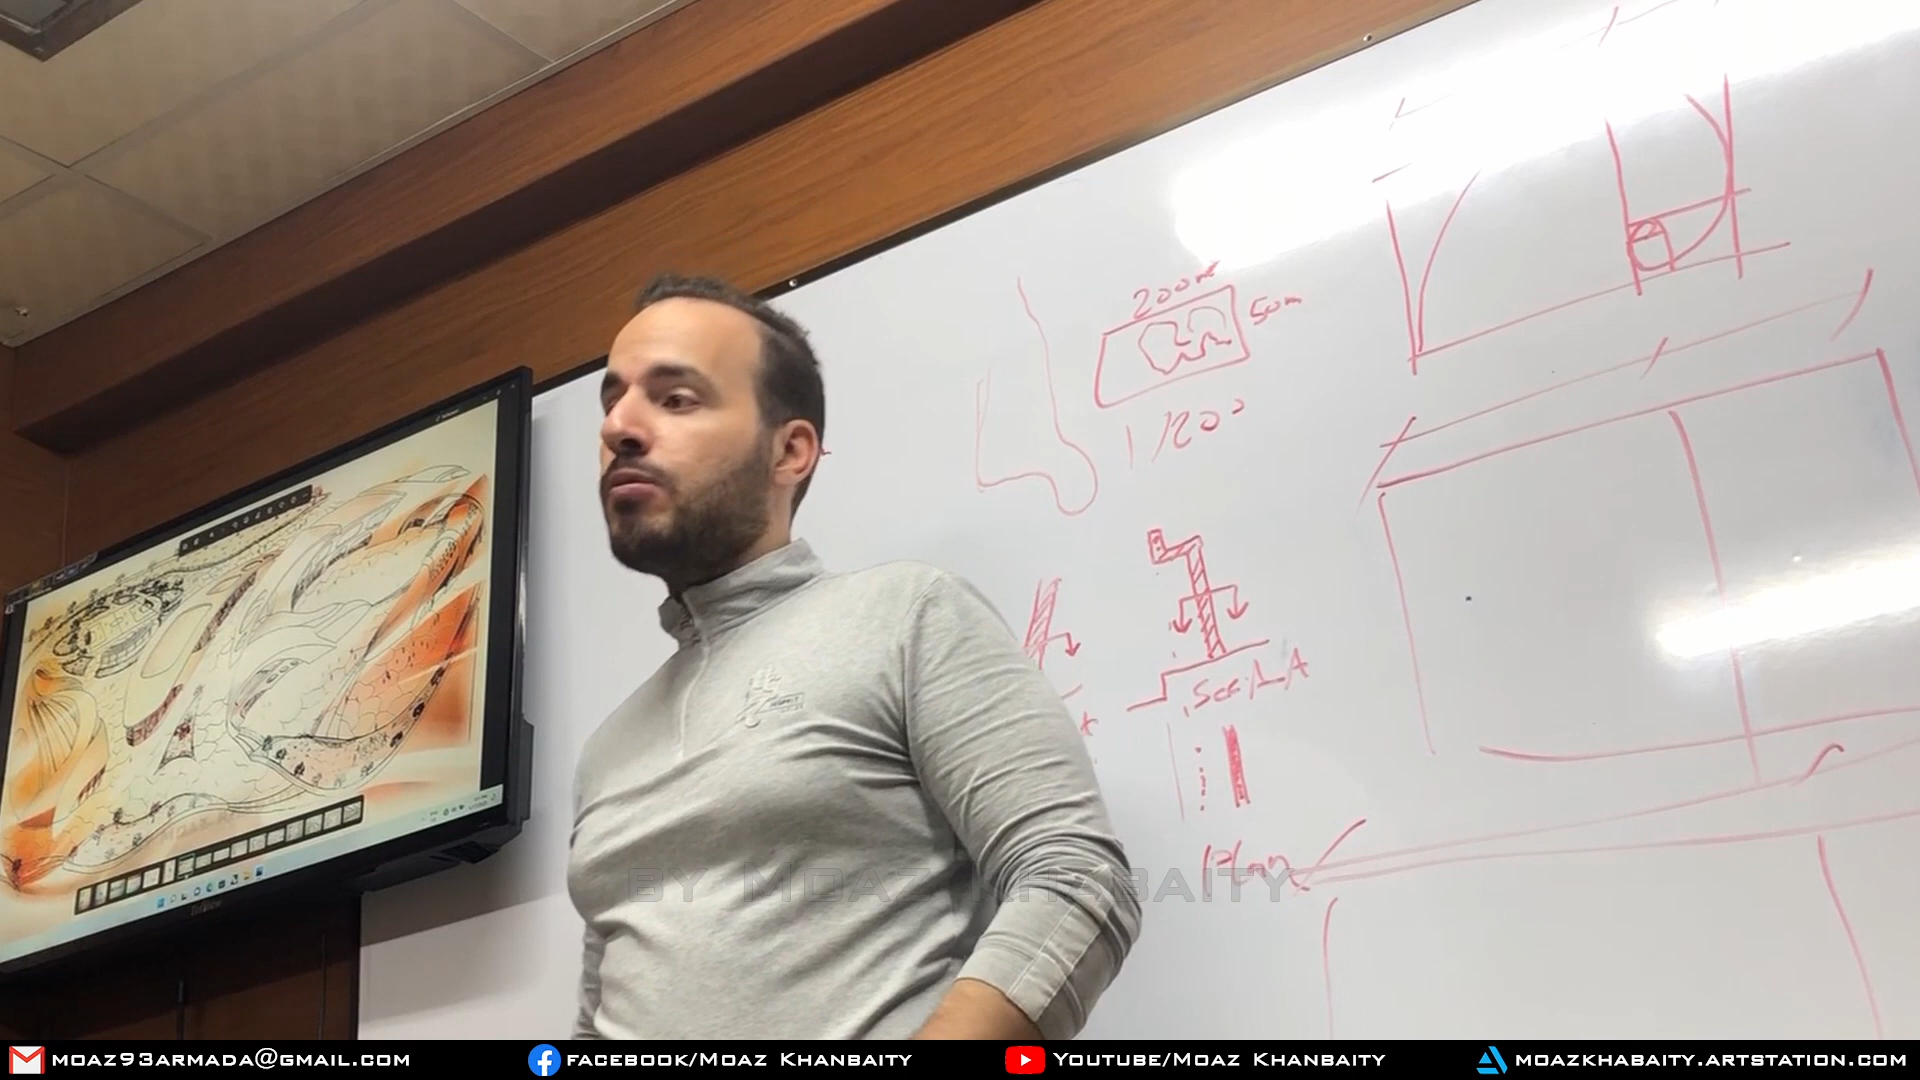 200m
50m
1/200
Sec A-A
Plan
by Moaz Khabaity
moaz93armada@gmail.com
facebook/Moaz Khanbaity
Youtube/Moaz Khanbaity
moazkhabaity.artstation.com